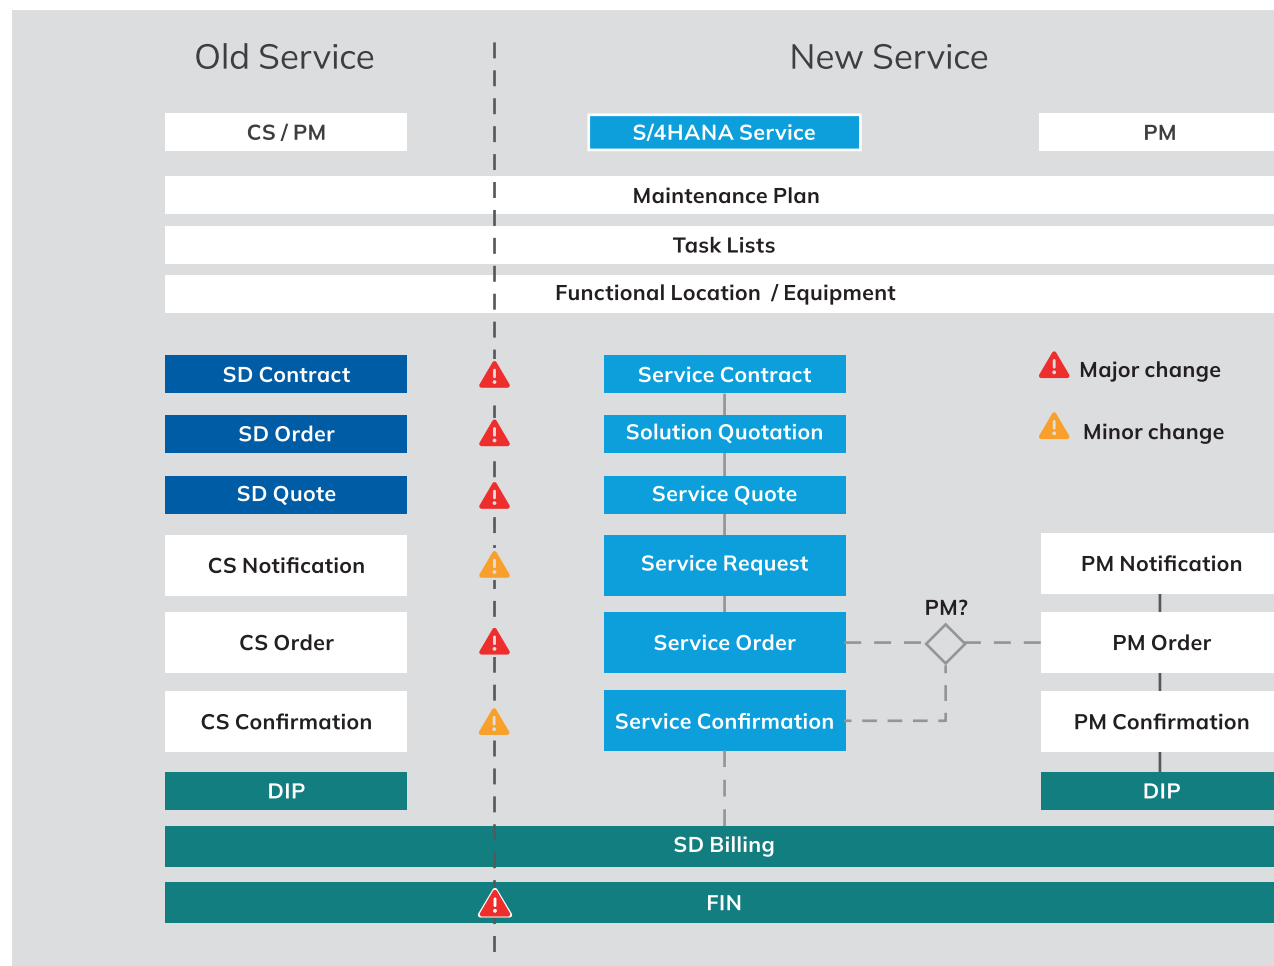 Old Service
New Service
CS / PM
S/4HANA Service
PM
Maintenance Plan
Task Lists
Functional Location / Equipment
SD Contract
Service Contract
Major change
SD Order
Solution Quotation
Minor change
SD Quote
Service Quote
CS Notification
Service Request
PM Notification
PM?
CS Order
Service Order
PM Order
CS Confirmation
Service Confirmation
PM Confirmation
DIP
DIP
SD Billing
FIN